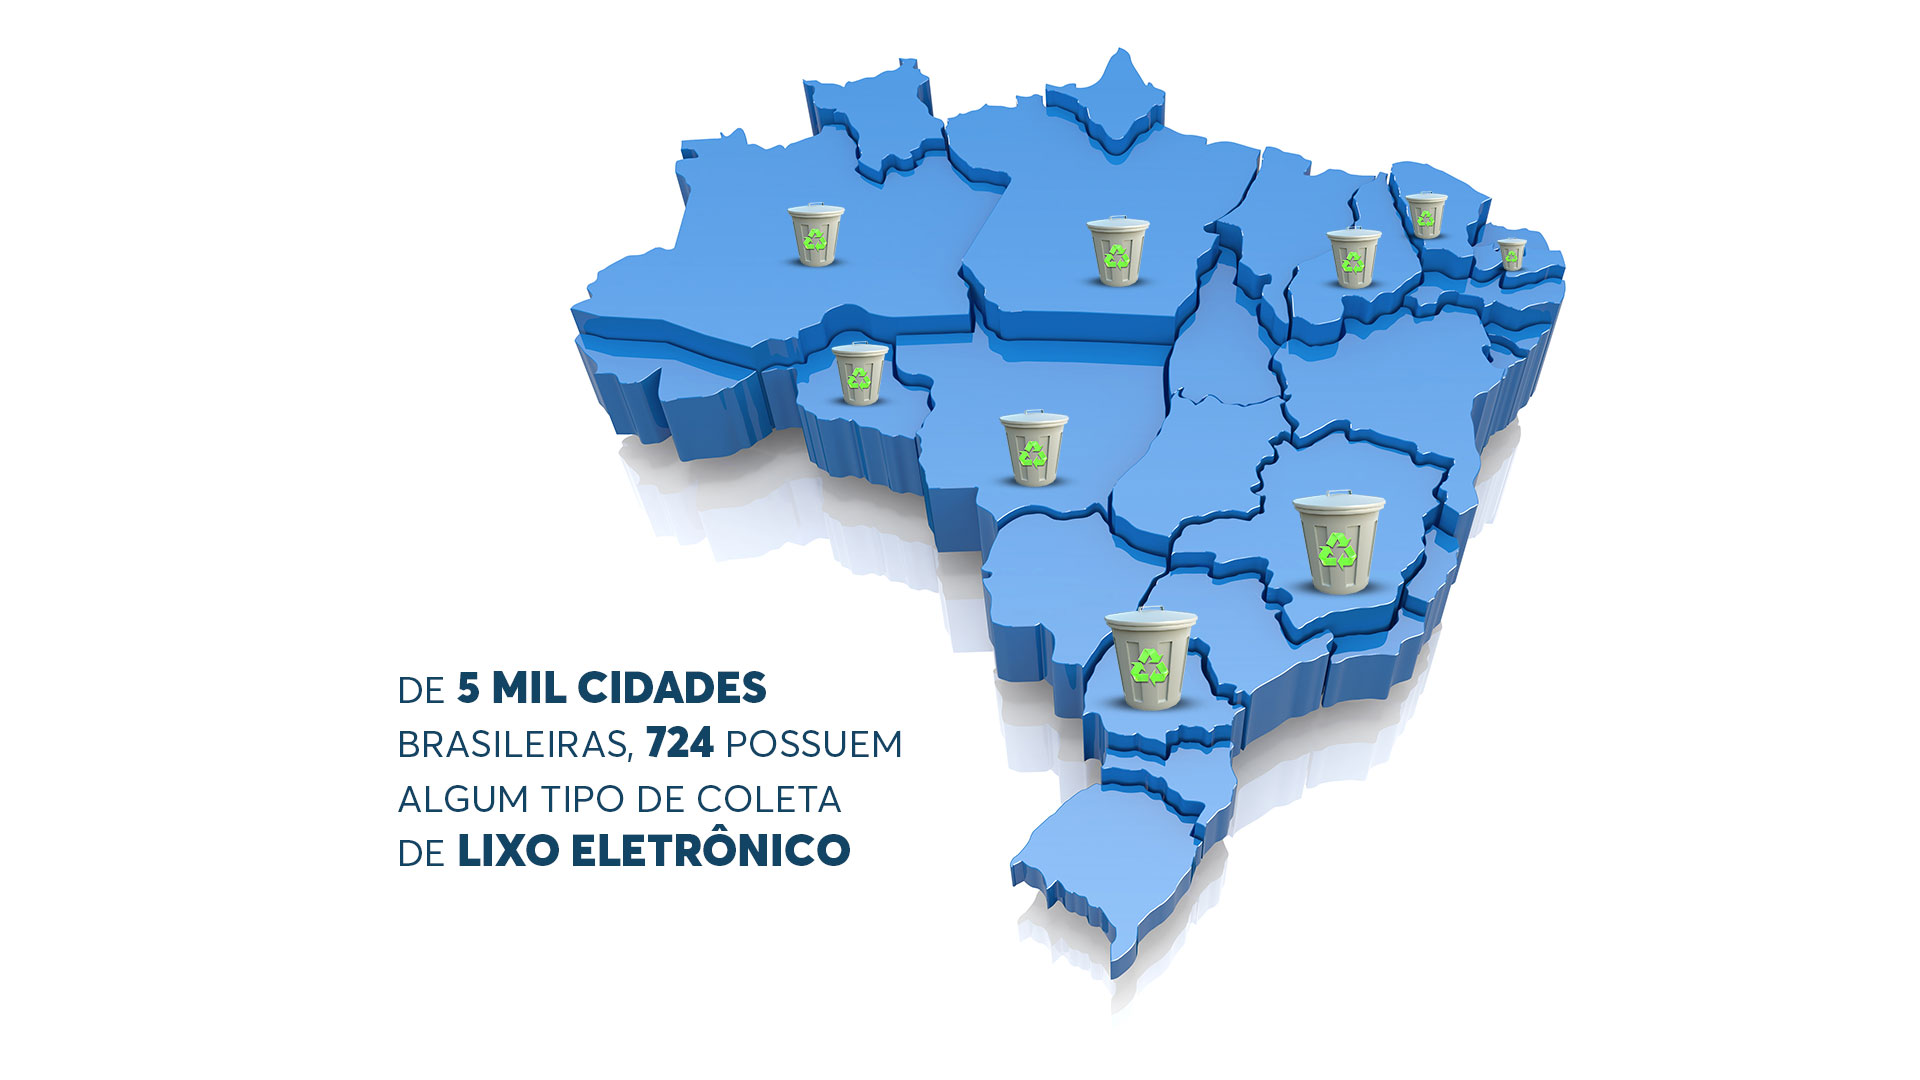 DE 5 MIL CIDADES
BRASILEIRAS, 724 POSSUEM
ALGUM TIPO DE COLETA
DE LIXO ELETRÔNICO